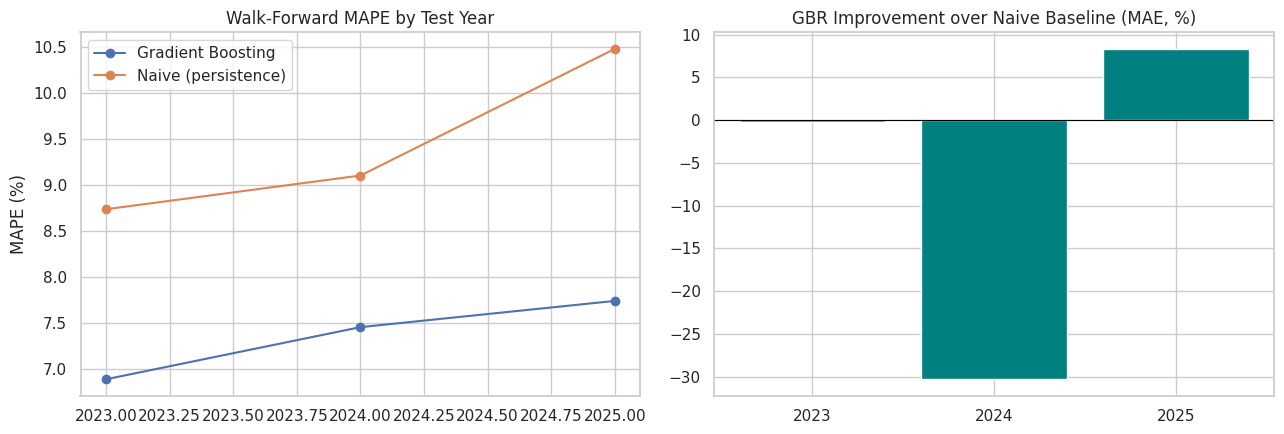 Walk-Forward MAPE by Test Year
MAPE (%)
10.5
10.0
9.5
9.0
8.5
8.0
7.5
7.0
Gradient Boosting
Naive (persistence)
2023.00 2023.25 2023.50 2023.75 2024.00 2024.25 2024.50 2024.75 2025.00
GBR Improvement over Naive Baseline (MAE, %)
10
5
0
−5
−10
−15
−20
−25
−30
2023 2024 2025